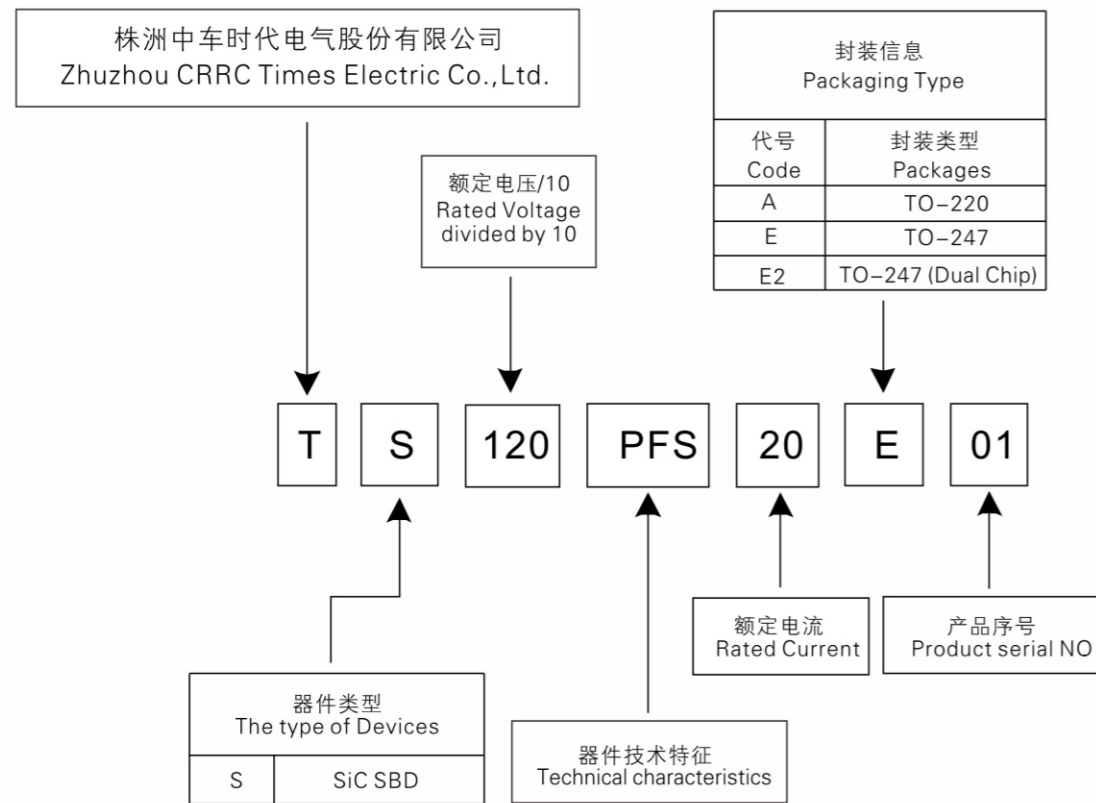 株洲中车时代电气股份有限公司
Zhuzhou CRRC Times Electric Co.,Ltd.
封装信息
Packaging Type
代号 封装类型
Code Packages
A TO-220
E TO-247
E2 TO-247 (Dual Chip)
额定电压/10
Rated Voltage
divided by 10
T S 120 PFS 20 E 01
额定电流
Rated Current
产品序号
Product serial NO
器件类型
The type of Devices
S SiC SBD
器件技术特征
Technical characteristics